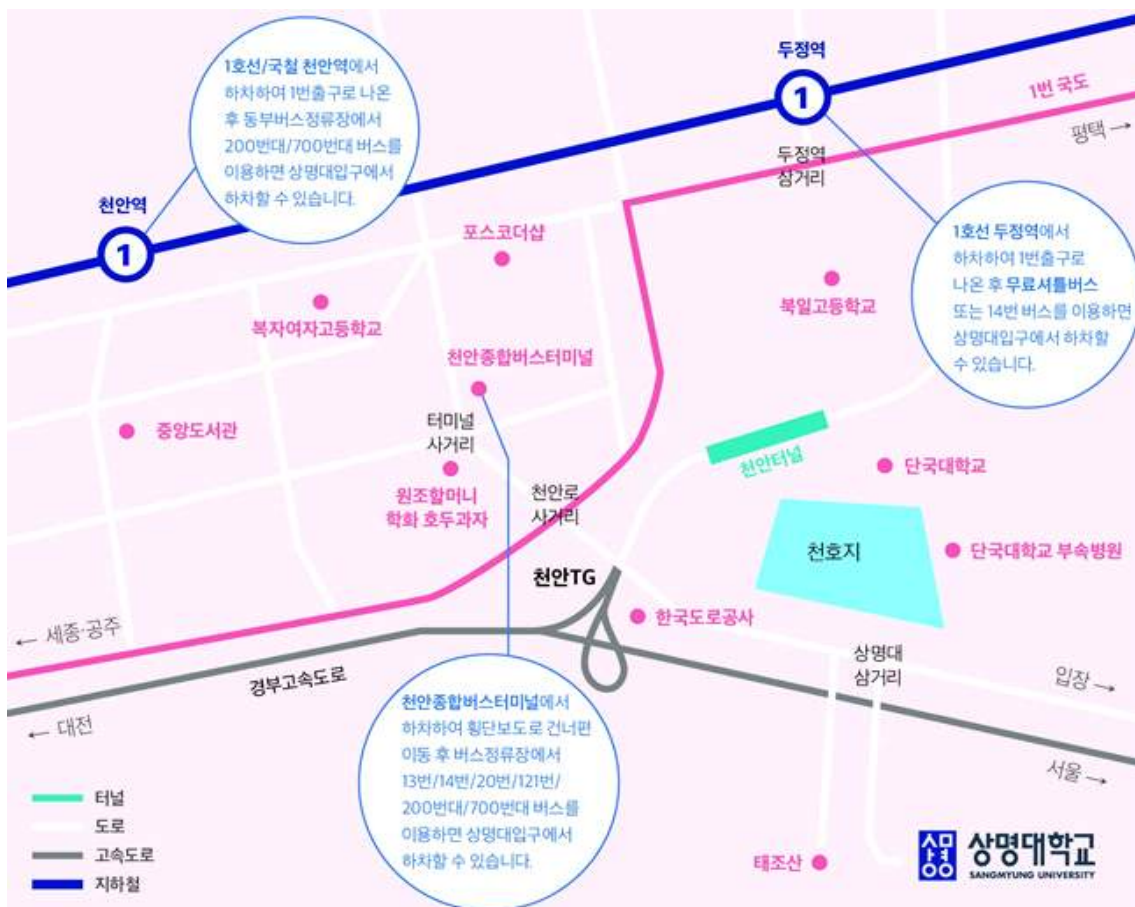 1호선/국철 천안역에서
하차하여 1번출구로 나온
후 동부버스정류장에서
200번대/700번대 버스를
이용하면 상명대입구에서
하차할 수 있습니다.
두정역
1
1번 국도
평택 →
두정역
삼거리
천안역
1
포스코더샵
복자여자고등학교
북일고등학교
1호선 두정역에서
하차하여 1번출구로
나온 후 무료셔틀버스
또는 14번 버스를 이용하면
상명대입구에서 하차할
수 있습니다.
천안종합버스터미널
중앙도서관
터미널
사거리
원조할머니
학화 호두과자
천안로
사거리
천안터널
단국대학교
천호지
단국대학교 부속병원
천안TG
한국도로공사
← 세종·공주
경부고속도로
← 대전
상명대
삼거리
입장 →
서울 →
천안종합버스터미널에서
하차하여 횡단보도로 건너편
이동 후 버스정류장에서
13번/14번/20번/121번/
200번대/700번대 버스를
이용하면 상명대입구에서
하차할 수 있습니다.
터널
도로
고속도로
지하철
태조산
상명
상명대학교
SANGMYUNG UNIVERSITY